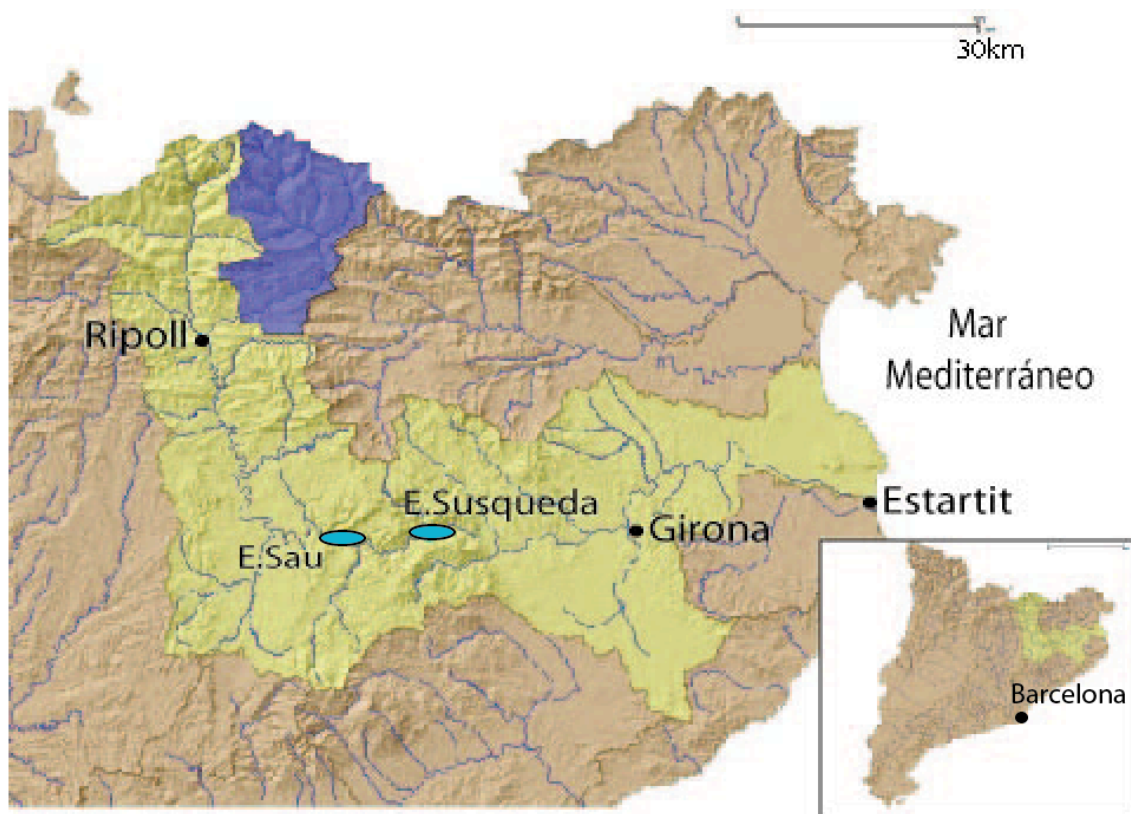 30km
Mar
Mediterráneo
Ripoll
E.Susqueda
Estartit
Girona
E.Sau
Barcelona